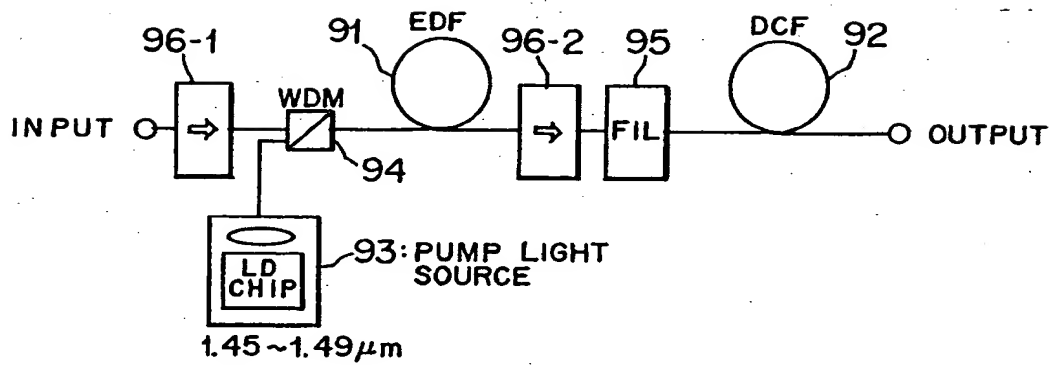 96-1
91
EDF
96-2
95
DCF
92
INPUT
WDM
94
FIL
OUTPUT
LD
CHIP
93: PUMP LIGHT
SOURCE
1.45~1.49μm